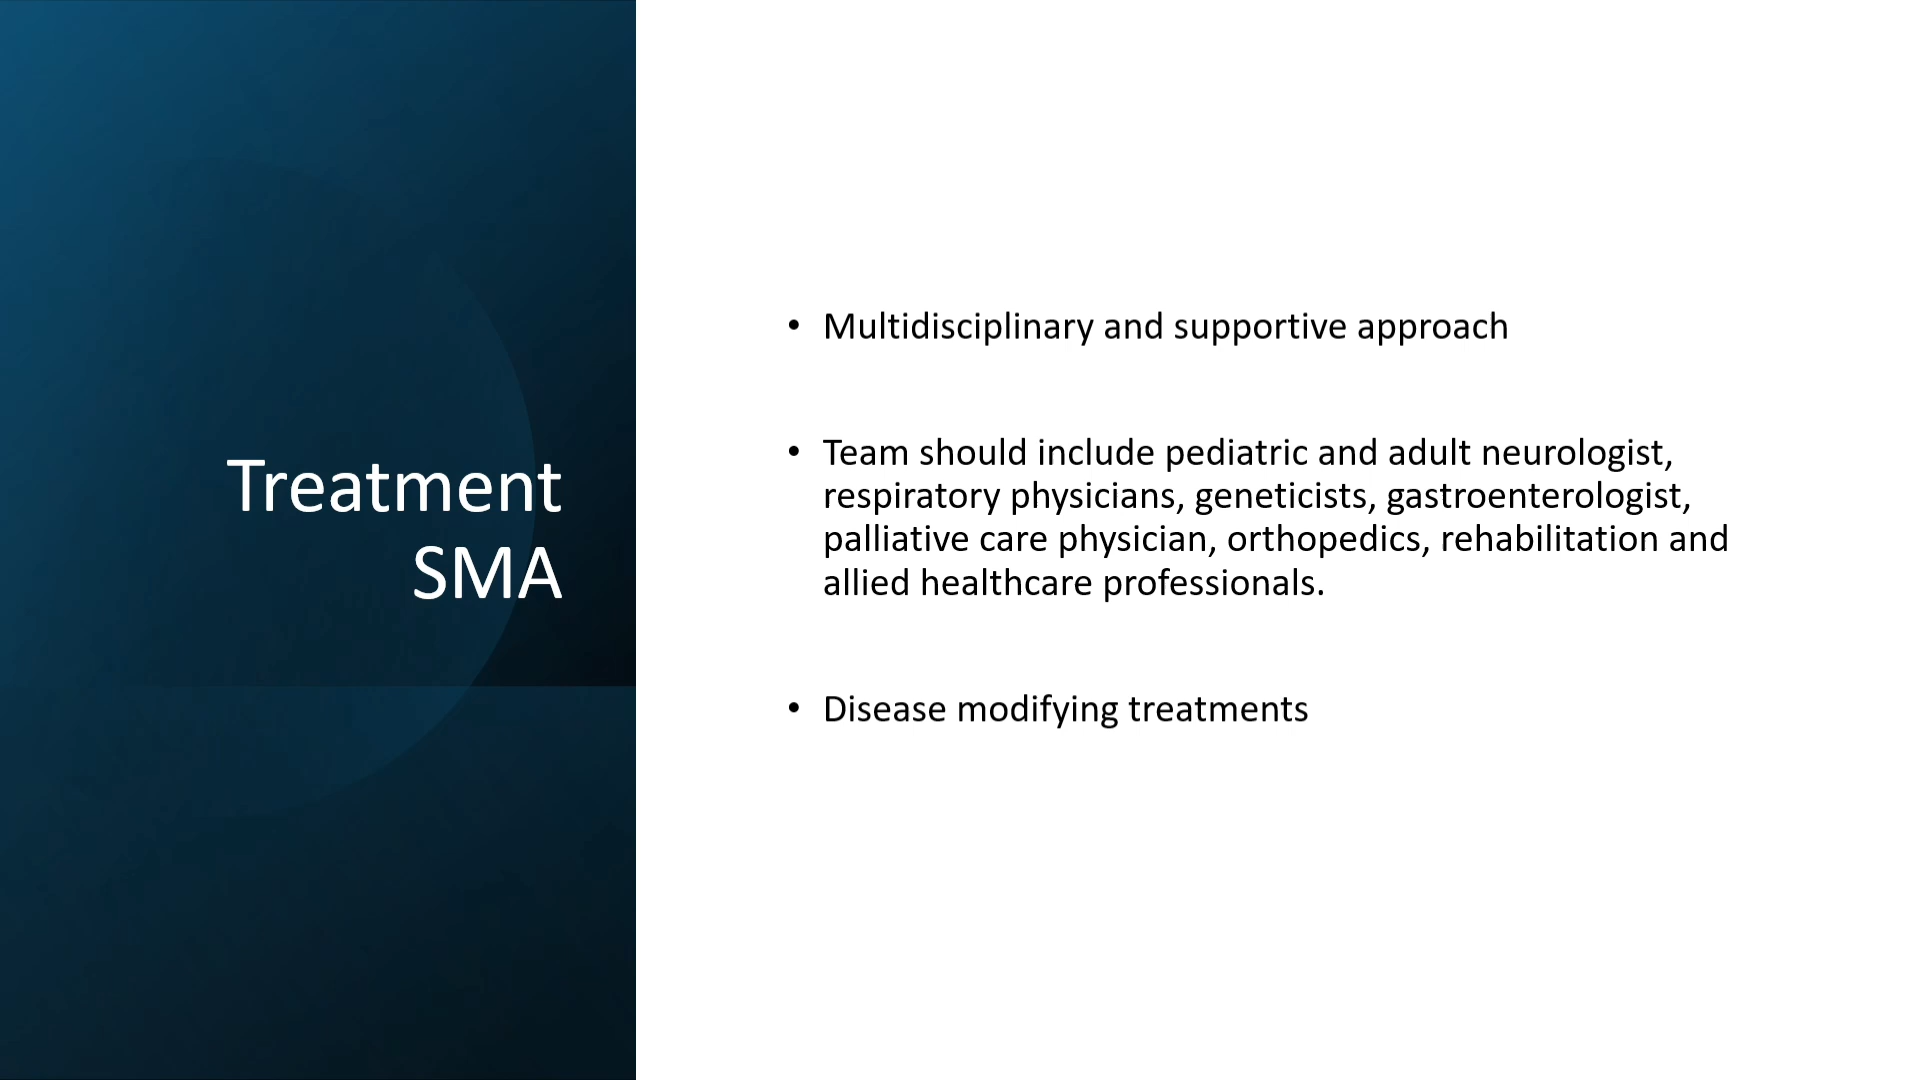 Treatment
SMA
• Multidisciplinary and supportive approach
• Team should include pediatric and adult neurologist,
respiratory physicians, geneticists, gastroenterologist,
palliative care physician, orthopedics, rehabilitation and
allied healthcare professionals.
• Disease modifying treatments